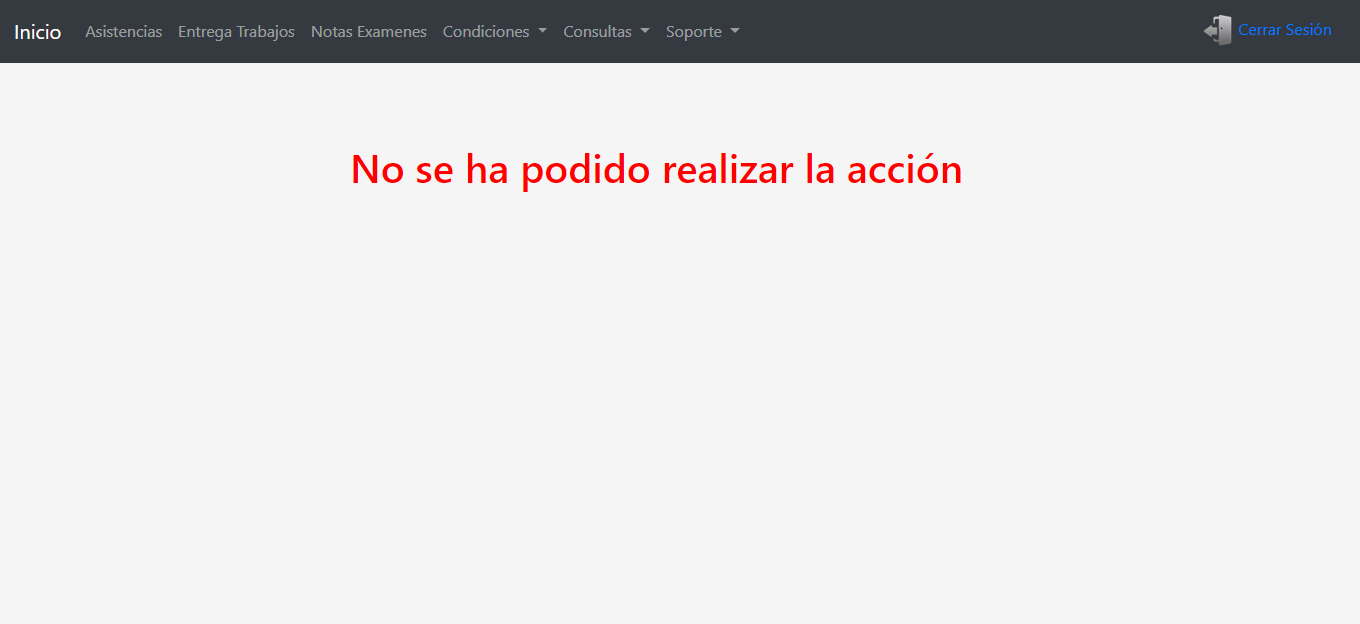 Inicio Asistencias Entrega Trabajos Notas Examenes Condiciones Consultas Soporte Cerrar Sesión
No se ha podido realizar la acción